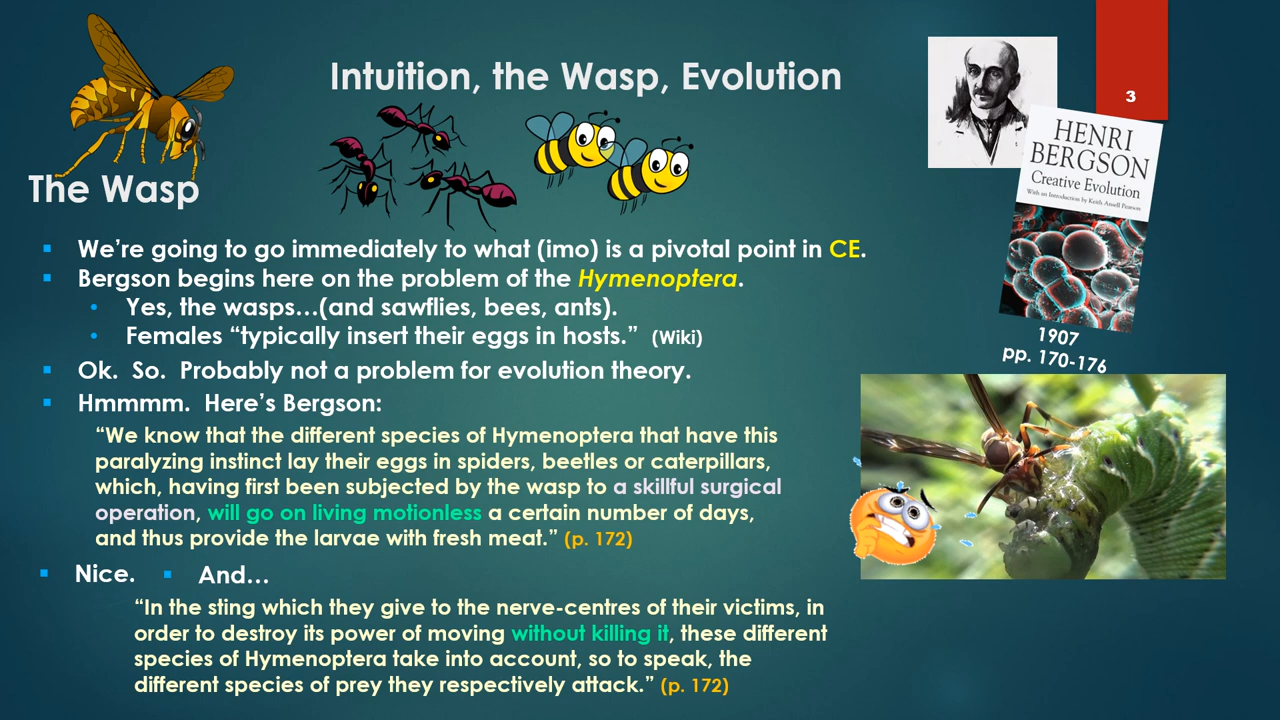 Intuition, the Wasp, Evolution
3
The Wasp
HENRI
BERGSON
Creative Evolution
With an Introduction by Keith Ansell Pearson
1907
pp. 170-176
We’re going to go immediately to what (imo) is a pivotal point in CE.
Bergson begins here on the problem of the Hymenoptera.
Yes, the wasps…(and sawflies, bees, ants).
Females “typically insert their eggs in hosts.” (Wiki)
Ok. So. Probably not a problem for evolution theory.
Hmmmm. Here’s Bergson:
“We know that the different species of Hymenoptera that have this
paralyzing instinct lay their eggs in spiders, beetles or caterpillars,
which, having first been subjected by the wasp to a skillful surgical
operation, will go on living motionless a certain number of days,
and thus provide the larvae with fresh meat.” (p. 172)
Nice. And…
“In the sting which they give to the nerve-centres of their victims, in
order to destroy its power of moving without killing it, these different
species of Hymenoptera take into account, so to speak, the
different species of prey they respectively attack.” (p. 172)